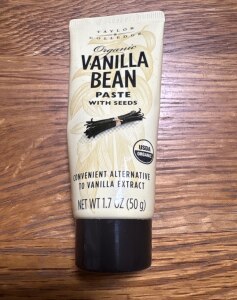 TAYLOR
&
COLLEDGE
Organic
VANILLA
BEAN
PASTE
WITH SEEDS
USDA
ORGANIC
CONVENIENT ALTERNATIVE
TO VANILLA EXTRACT
NET WT 1.7 OZ (50 g)